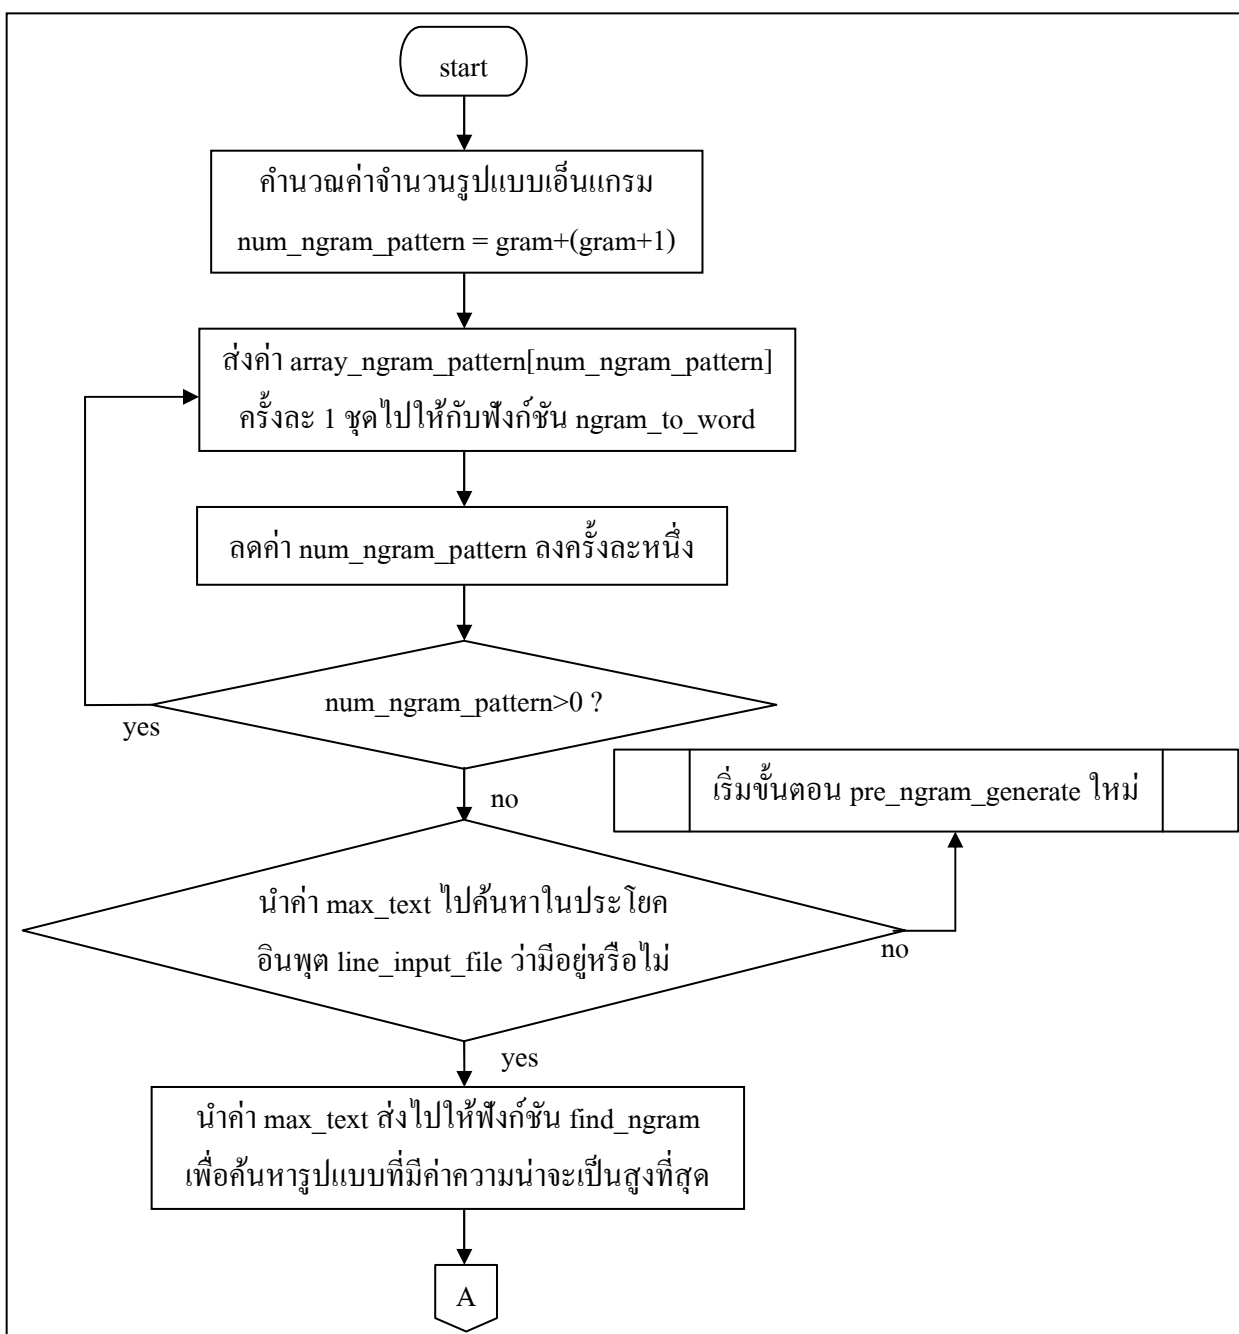 start
คำนวณค่าจำนวนรูปแบบเอ็นแกรม
num_ngram_pattern = gram+(gram+1)
ส่งค่า array_ngram_pattern[num_ngram_pattern]
ครั้งละ 1 ชุดไปให้กับฟังก์ชัน ngram_to_word
ลดค่า num_ngram_pattern ลงครั้งละหนึ่ง
num_ngram_pattern>0 ?
yes
no
เริ่มขั้นตอน pre_ngram_generate ใหม่
นำค่า max_text ไปค้นหาในประโยค
อินพุต line_input_file ว่ามีอยู่หรือไม่
no
yes
นำค่า max_text ส่งไปให้ฟังก์ชัน find_ngram
เพื่อค้นหารูปแบบที่มีค่าความน่าจะเป็นสูงที่สุด
A